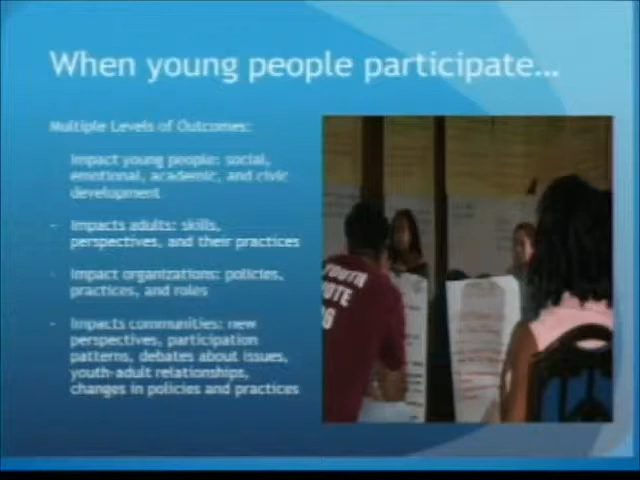 When young people participate...
Multiple Levels of Outcomes:
Impact young people: social,
emotional, academic, and civic
development
- Impacts adults: skills,
perspectives, and their practices
- Impact organizations: policies,
practices, and roles
- Impacts communities: new
perspectives, participation
patterns, debates about issues,
youth-adult relationships,
changes in policies and practices
YOUTH